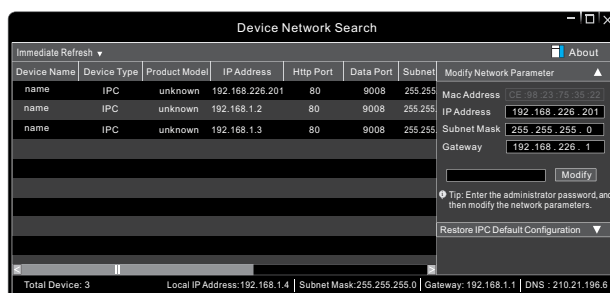 Device Network Search
Immediate Refresh
About
Device Name Device Type Product Model IP Address Http Port Data Port Subnet
name IPC unknown 192.168.226.201 80 9008 255.255
name IPC unknown 192.168.1.2 80 9008 255.255
name IPC unknown 192.168.1.3 80 9008 255.255
Modify Network Parameter
Mac Address CE :98 :23 :75 :35 :22
IP Address 192 .168 . 226 . 201
Subnet Mask 255 . 255 . 255 . 0
Gateway 192 .168 . 226 . 1
Modify
Tip: Enter the administrator password, and
then modify the network parameters.
Restore IPC Default Configuration
Total Device: 3 Local IP Address:192.168.1.4 Subnet Mask:255.255.255.0 Gateway: 192.168.1.1 DNS : 210.21.196.6